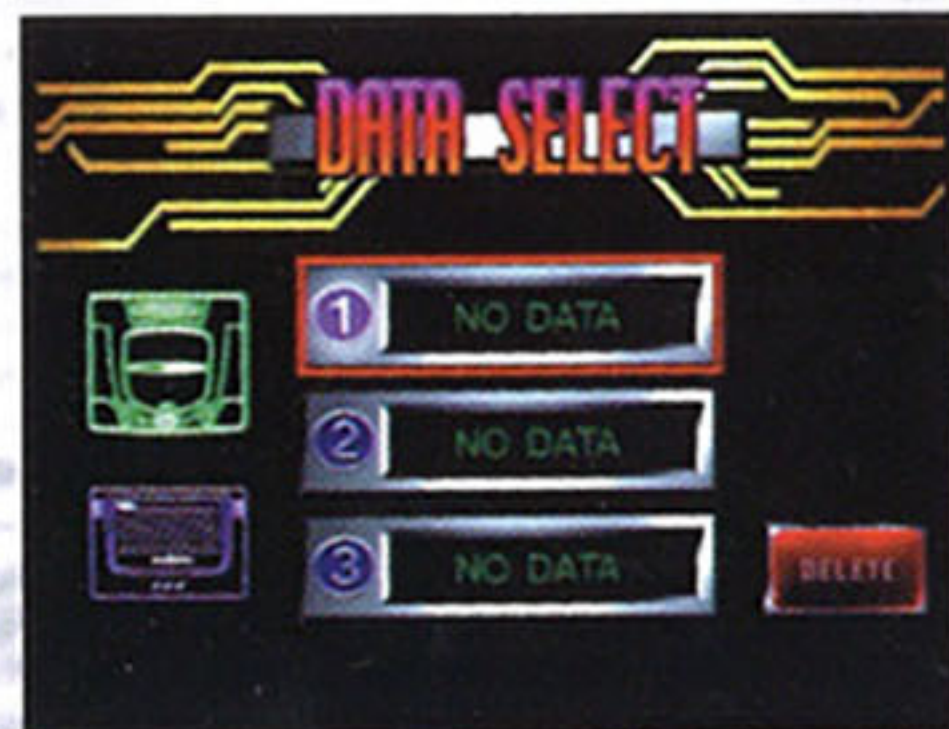 DATA SELECT
1 NO DATA
2 NO DATA
3 NO DATA
DELETE